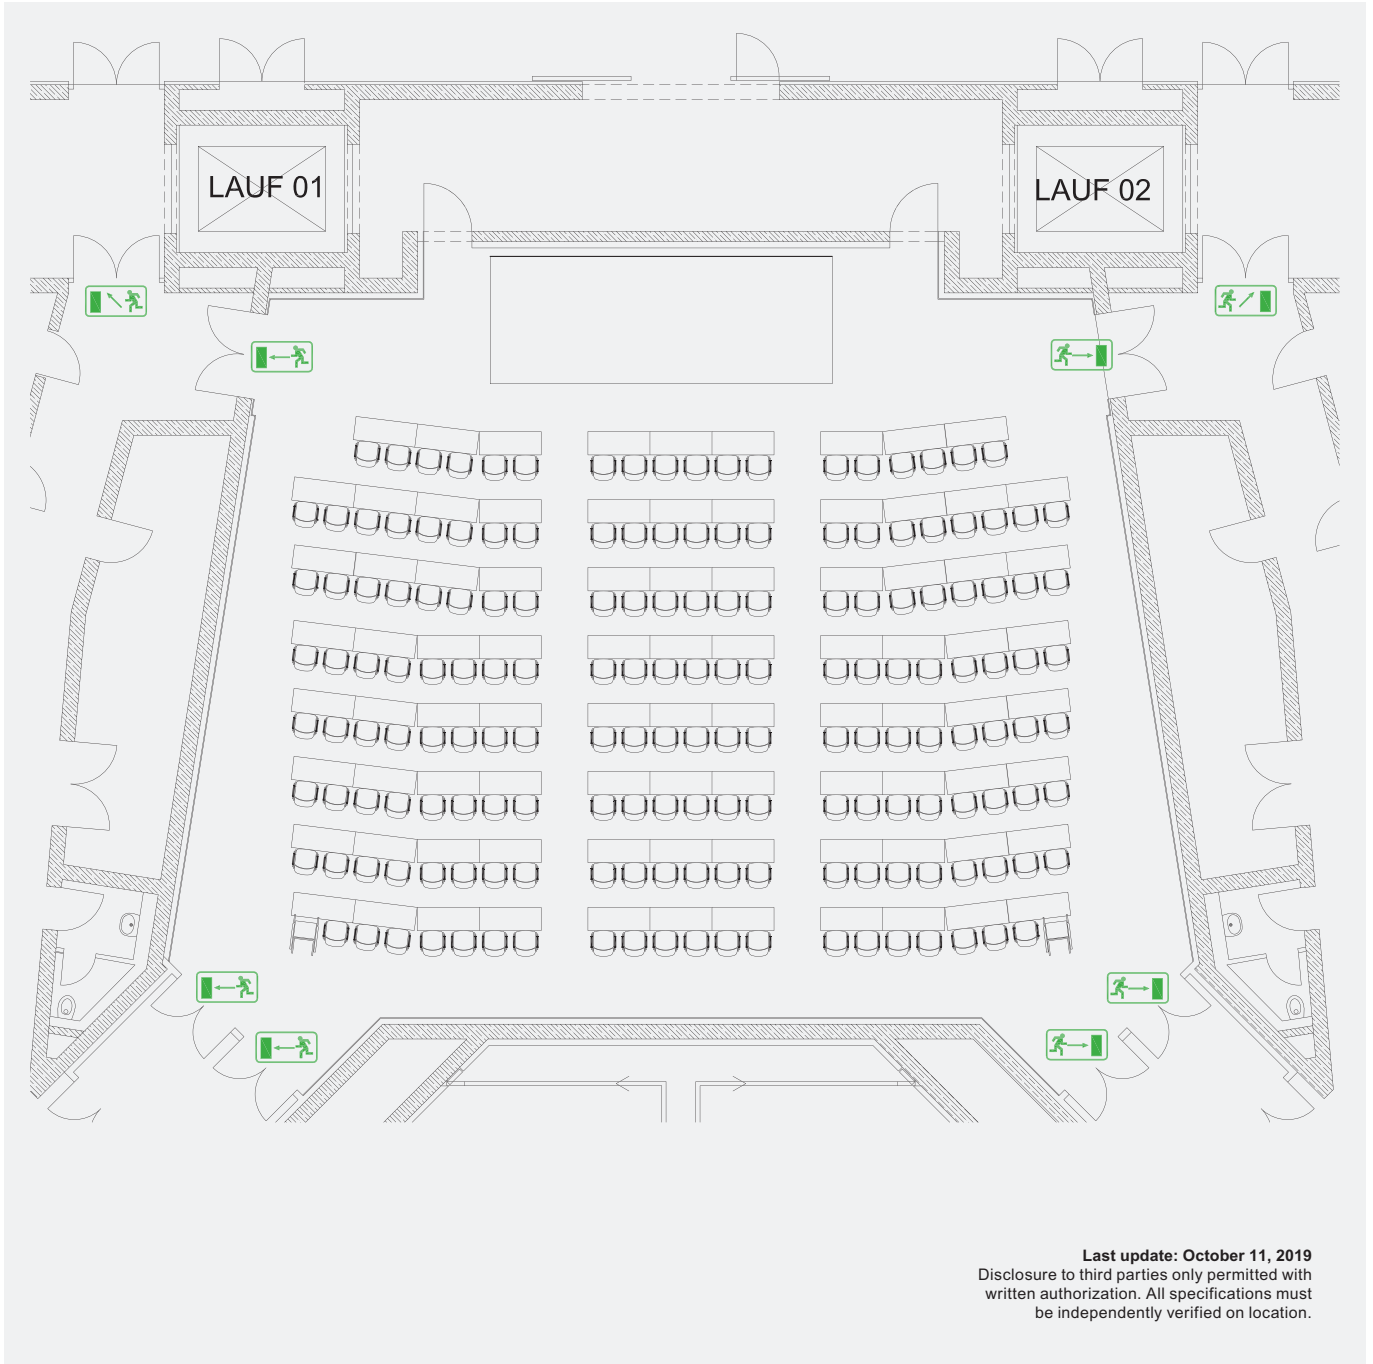 LAUF 01
LAUF 02
Last update: October 11, 2019
Disclosure to third parties only permitted with
written authorization. All specifications must
be independently verified on location.